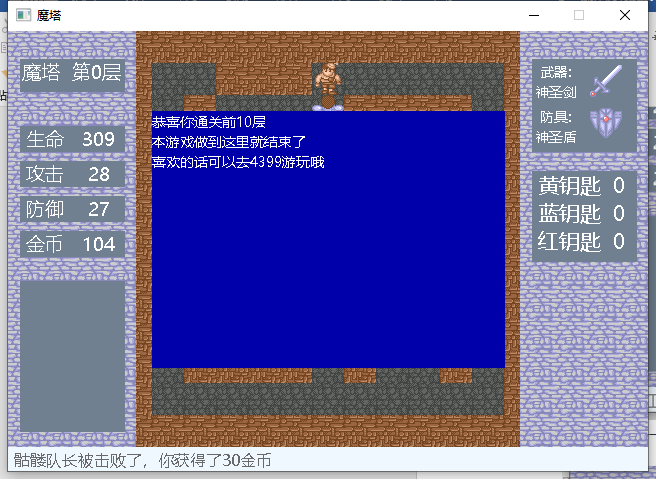 魔塔
魔塔 第0层
生命 309
攻击 28
防御 27
金币 104
恭喜你通关前10层
本游戏做到这里就结束了
喜欢的话可以去4399游玩哦
武器:
神圣剑
防具:
神圣盾
黄钥匙 0
蓝钥匙 0
红钥匙 0
骷髅队长被击败了，你获得了30金币